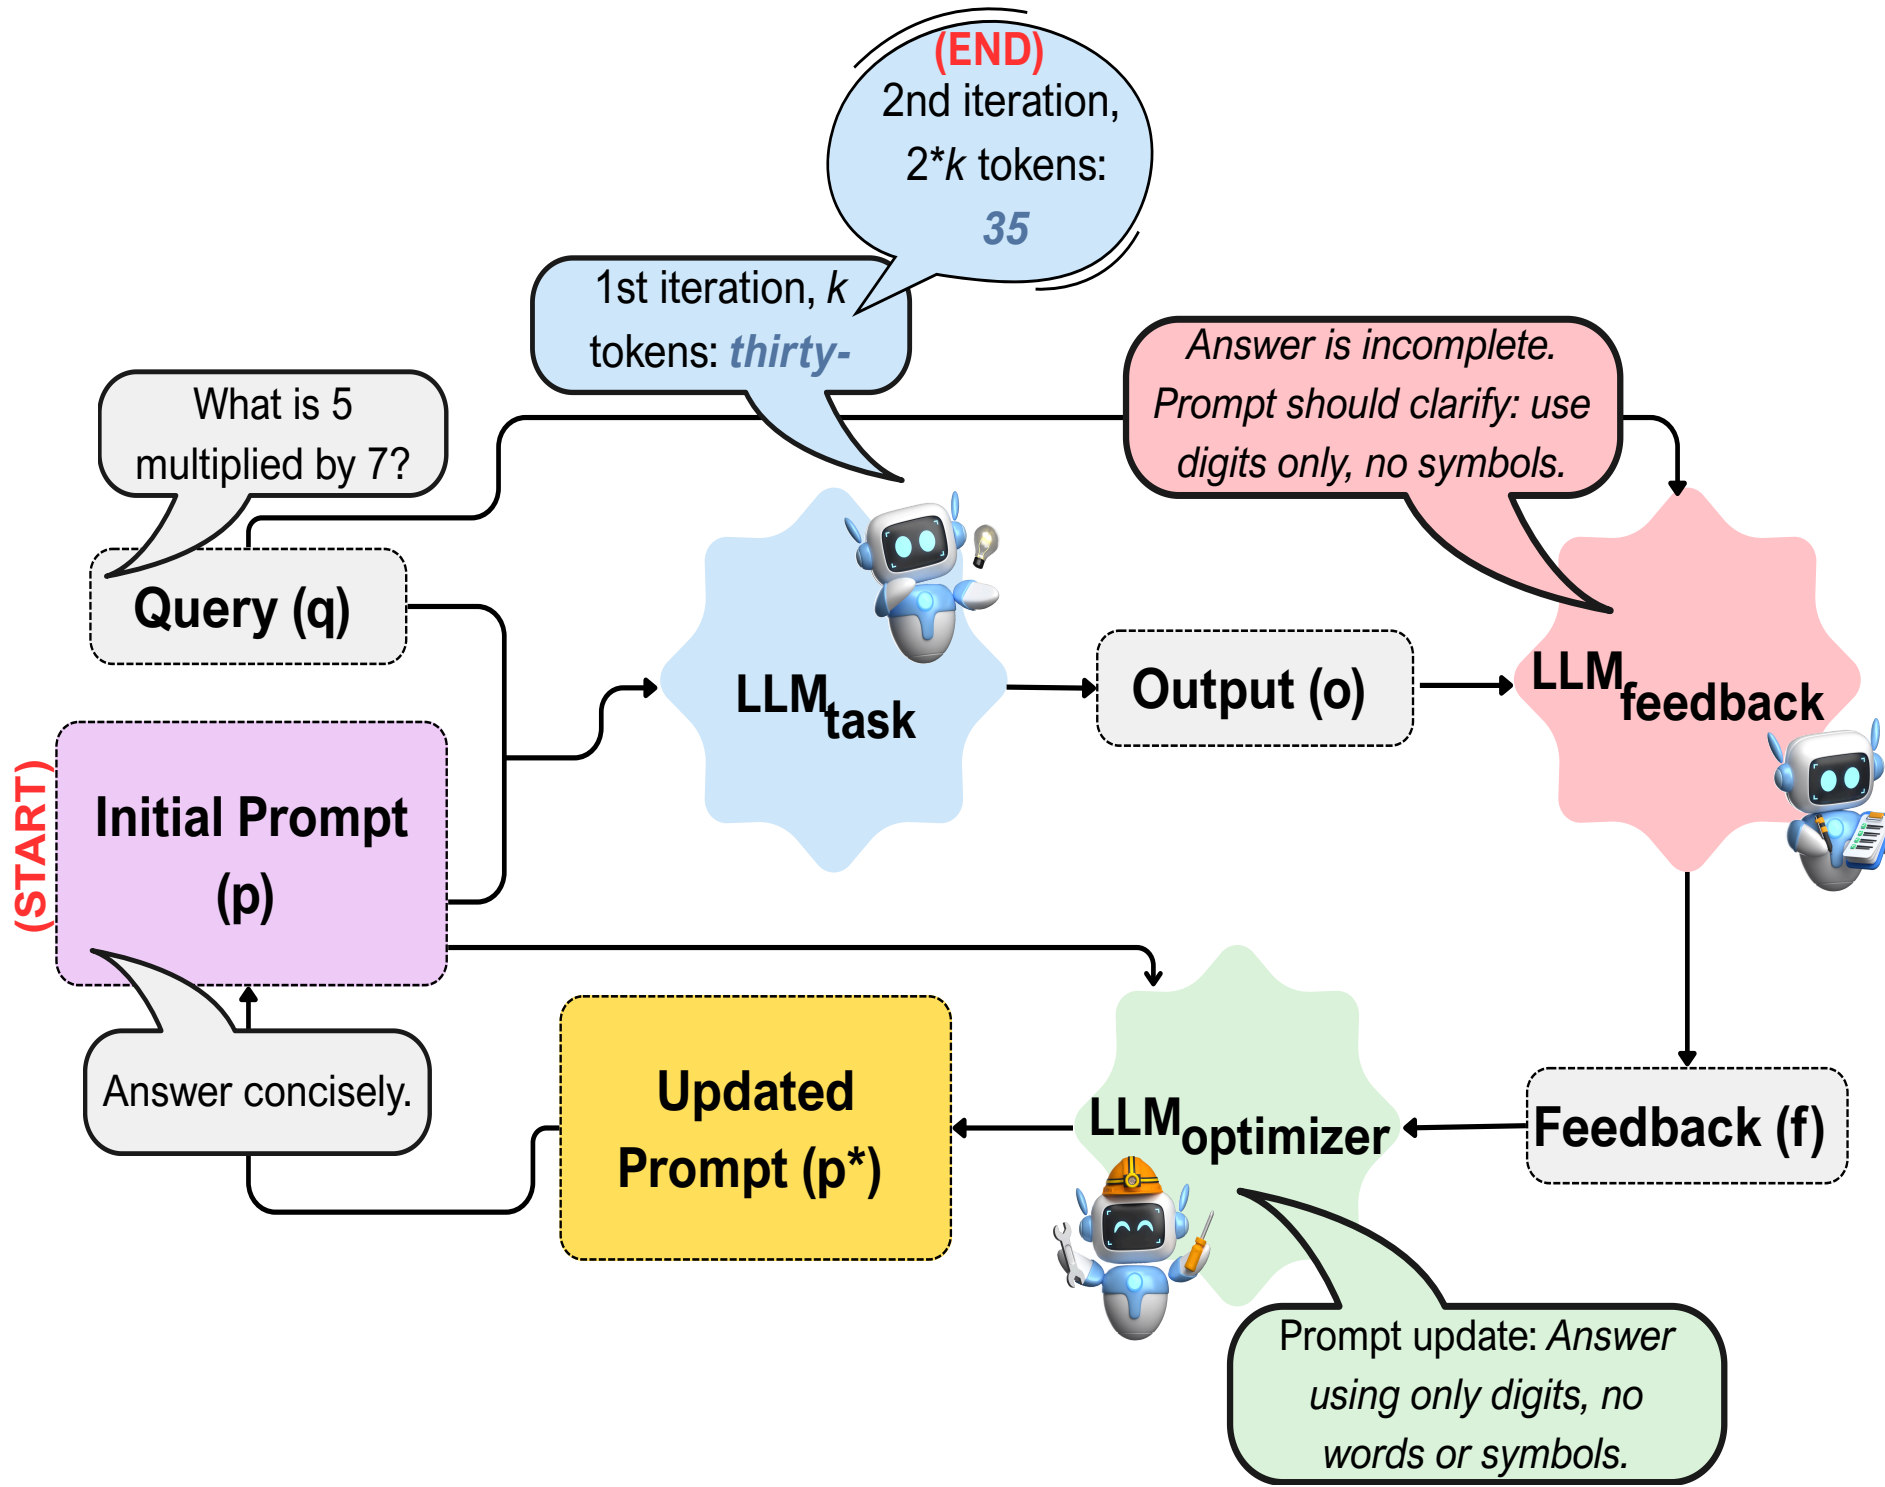 (END)
2nd iteration,
2*k tokens:
35
1st iteration, k
tokens: thirty-
Answer is incomplete.
Prompt should clarify: use
digits only, no symbols.
What is 5
multiplied by 7?
Query (q)
LLMtask
Output (o)
LLMfeedback
(START)
Initial Prompt
(p)
Answer concisely.
Updated
Prompt (p*)
LLMoptimizer
Feedback (f)
Prompt update: Answer
using only digits, no
words or symbols.